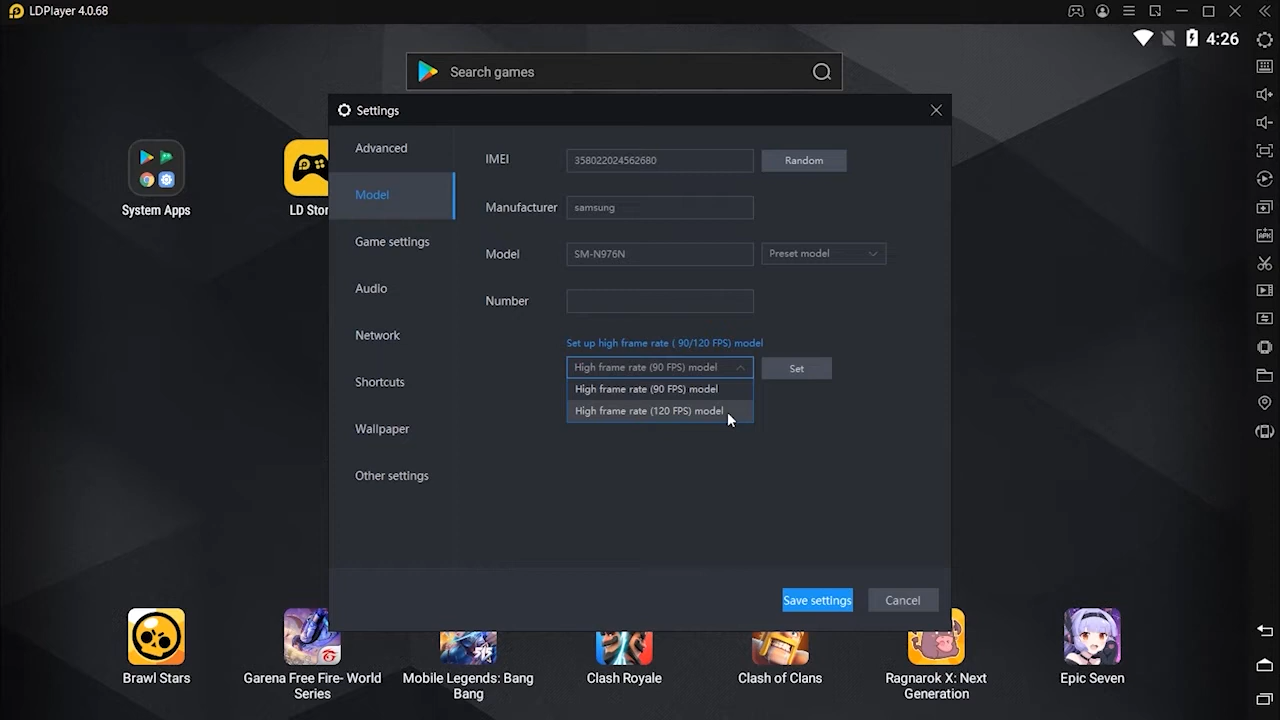 LDPlayer 4.0.68
4:26
Search games
Settings
System Apps
LD Stor
Advanced
Model
Game settings
Audio
Network
Shortcuts
Wallpaper
Other settings
IMEI
358022024562680
Random
Manufacturer
samsung
Model
SM-N976N
Preset model
Number
Set up high frame rate ( 90/120 FPS) model
High frame rate (90 FPS) model
Set
High frame rate (90 FPS) model
High frame rate (120 FPS) model
Save settings
Cancel
Brawl Stars
Garena Free Fire- World
Series
Mobile Legends: Bang
Bang
Clash Royale
Clash of Clans
Ragnarok X: Next
Generation
Epic Seven